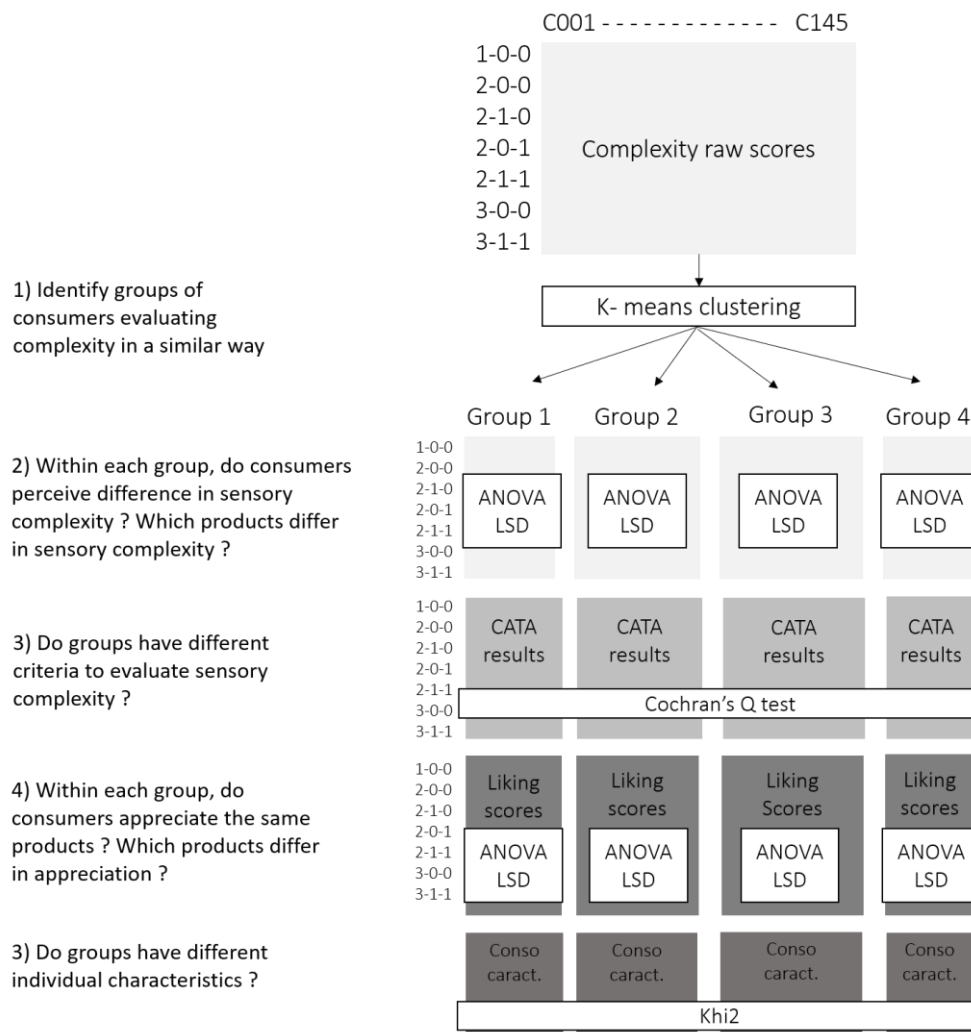 C001 - - - - - - - - - - - - - C145
1-0-0
2-0-0
2-1-0
2-0-1
2-1-1
3-0-0
3-1-1
Complexity raw scores
1) Identify groups of
consumers evaluating
complexity in a similar way
K- means clustering
Group 1 Group 2 Group 3 Group 4
2) Within each group, do consumers
perceive difference in sensory
complexity ? Which products differ
in sensory complexity ?
1-0-0
2-0-0
2-1-0
2-0-1
2-1-1
3-0-0
3-1-1
ANOVA ANOVA ANOVA ANOVA
LSD LSD LSD LSD
3) Do groups have different
criteria to evaluate sensory
complexity ?
1-0-0
2-0-0
2-1-0
2-0-1
2-1-1
3-0-0
3-1-1
CATA CATA CATA CATA
results results results results
Cochran’s Q test
4) Within each group, do
consumers appreciate the same
products ? Which products differ
in appreciation ?
1-0-0
2-0-0
2-1-0
2-0-1
2-1-1
3-0-0
3-1-1
Liking Liking Liking Liking
scores scores Scores scores
ANOVA ANOVA ANOVA ANOVA
LSD LSD LSD LSD
3) Do groups have different
individual characteristics ?
Conso Conso Conso Conso
caract. caract. caract. caract.
Khi2